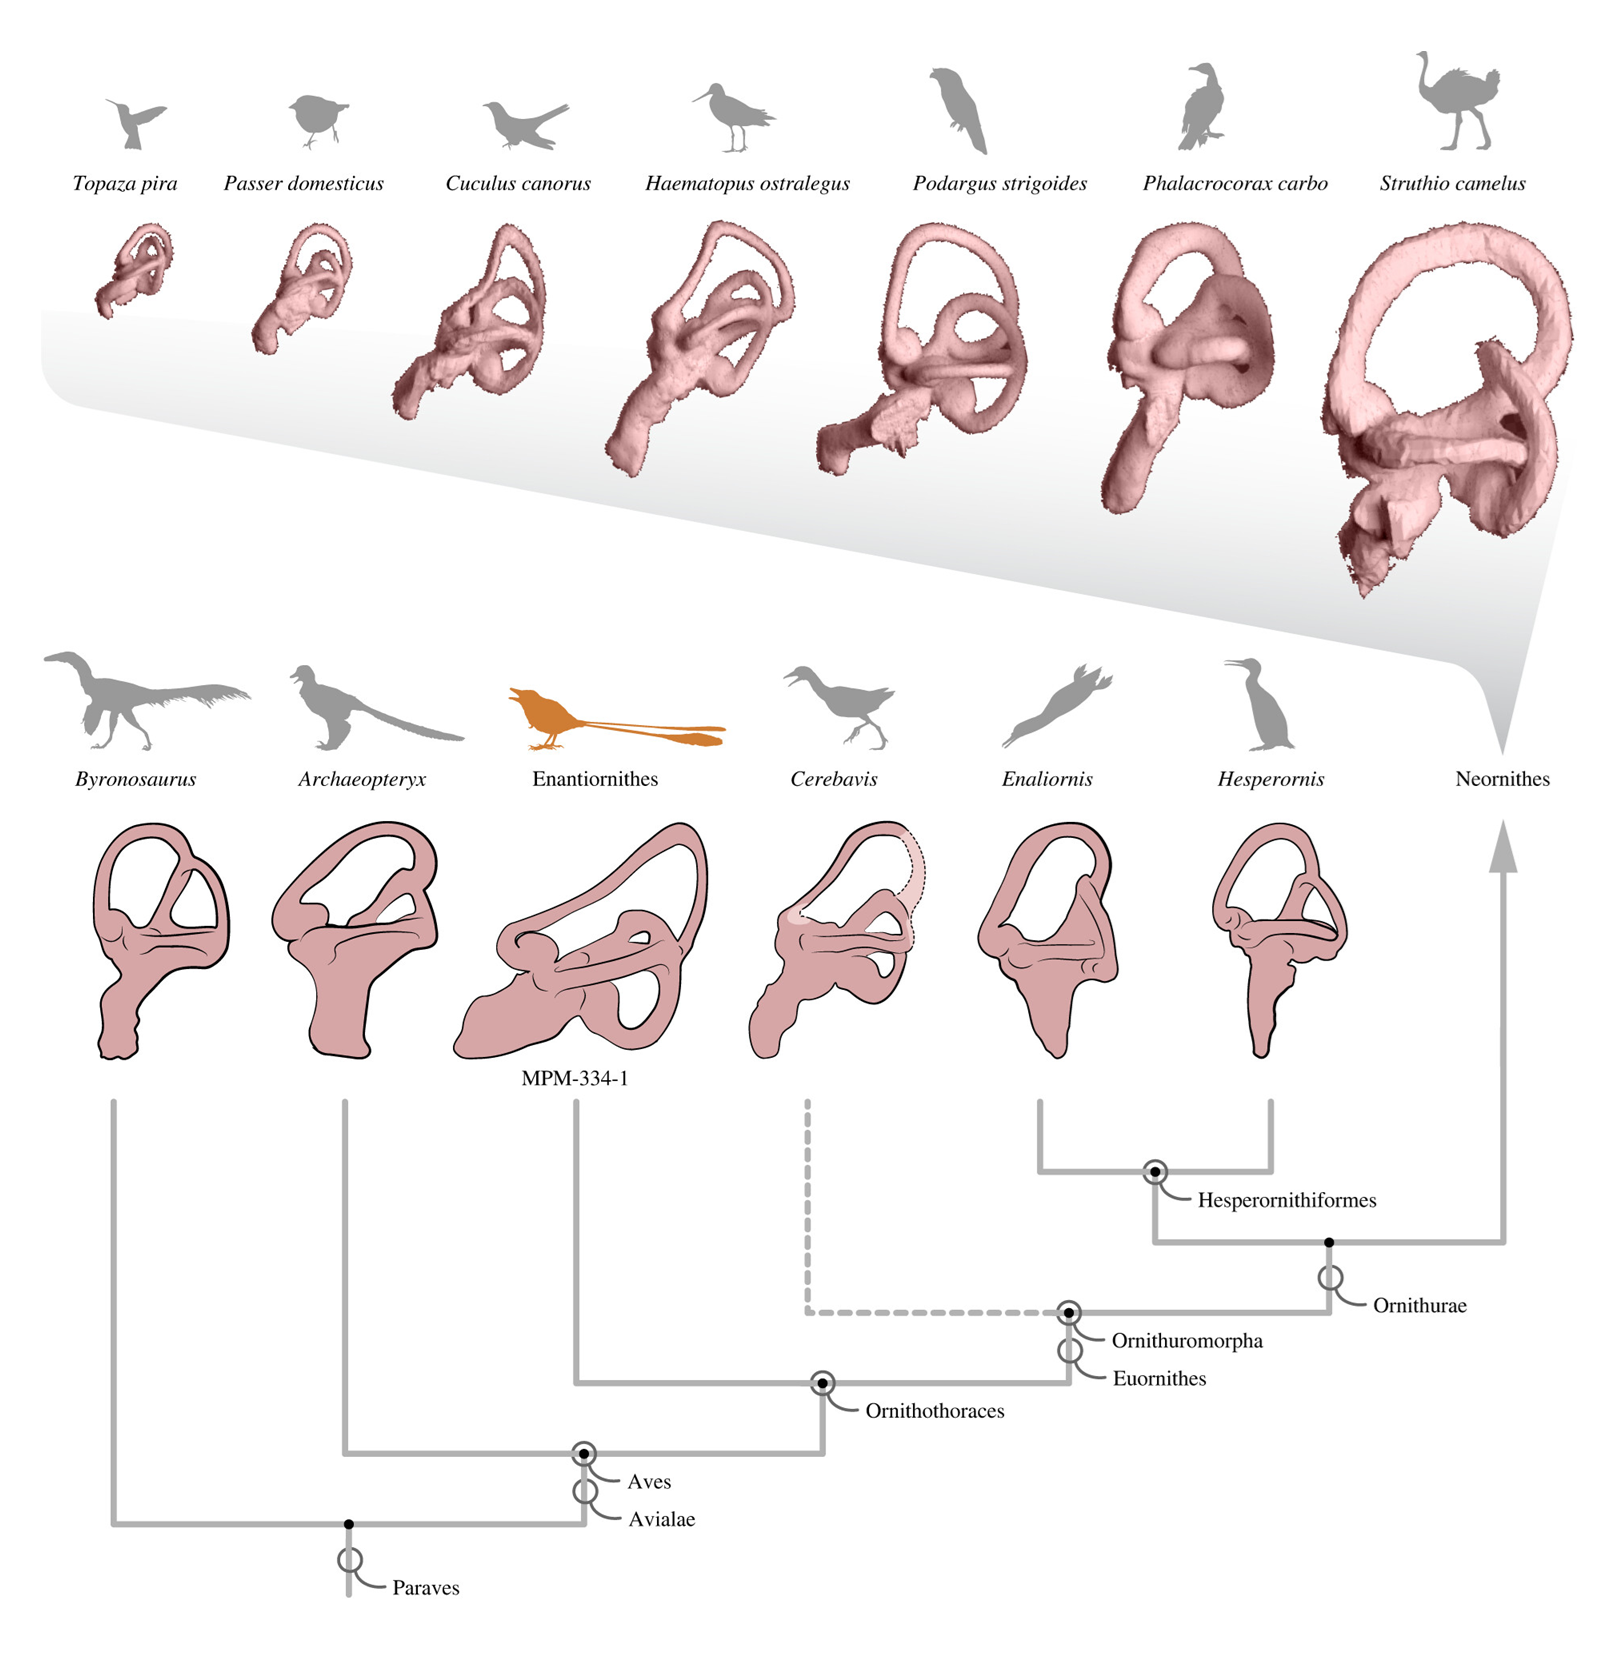 Topaza pira
Passer domesticus
Cuculus canorus
Haematopus ostralegus
Podargus strigoides
Phalacrocorax carbo
Struthio camelus
Byronosaurus
Archaeopteryx
Enantiornithes
Cerebavis
Enaliornis
Hesperornis
Neornithes
MPM-334-1
Hesperornithiformes
Ornithurae
Ornithuromorpha
Euornithes
Ornithothoraces
Aves
Avialae
Paraves